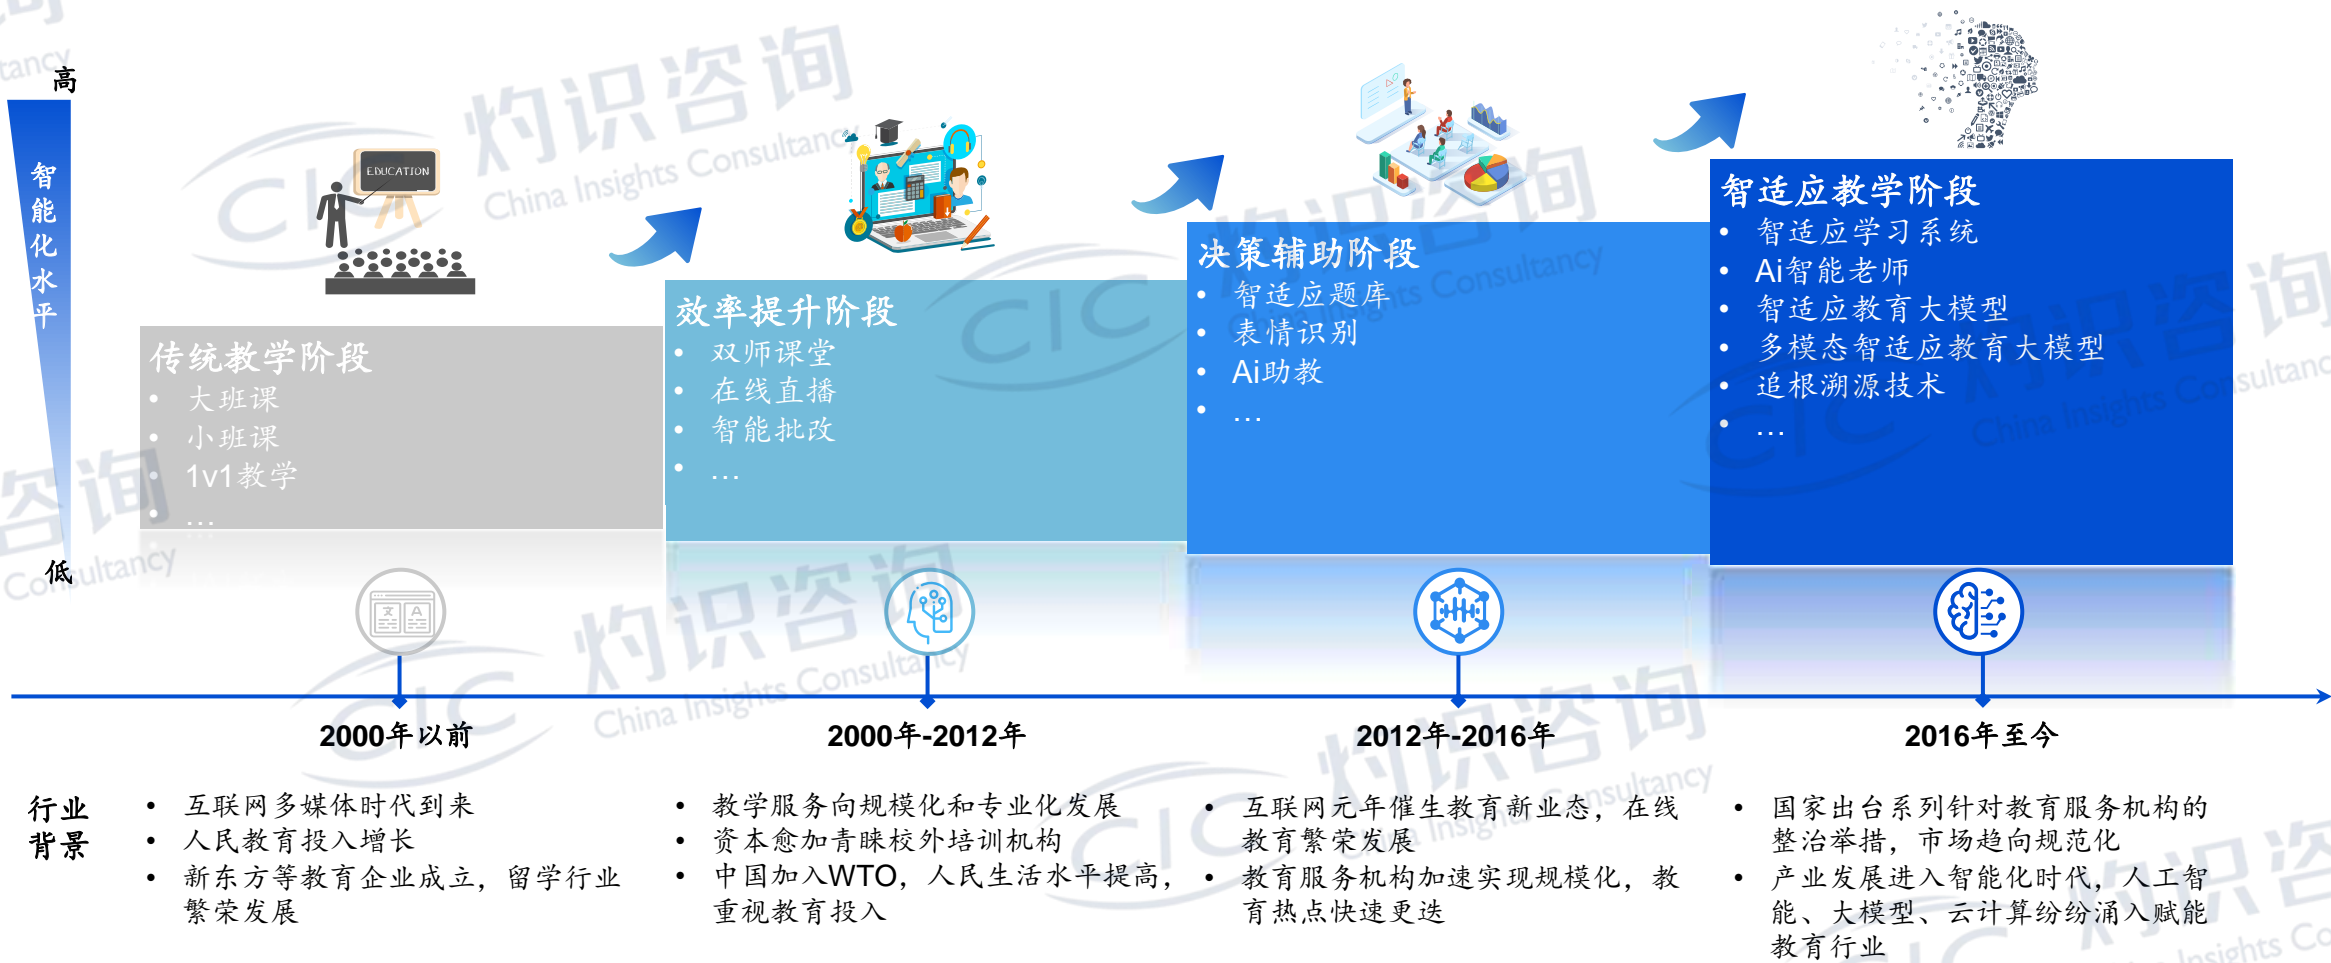 高
智能化水平
低
EDUCATION
传统教学阶段
• 大班课
• 小班课
• 1v1教学
• …
效率提升阶段
• 双师课堂
• 在线直播
• 智能批改
• …
决策辅助阶段
• 智适应题库
• 表情识别
• Ai助教
• …
智适应教学阶段
• 智适应学习系统
• Ai智能老师
• 智适应教育大模型
• 多模态智适应教育大模型
• 追根溯源技术
• …
文 A
2000年以前
2000年-2012年
2012年-2016年
2016年至今
行业
背景
• 互联网多媒体时代到来
• 人民教育投入增长
• 新东方等教育企业成立，留学行业
繁荣发展
• 教学服务向规模化和专业化发展
• 资本愈加青睐校外培训机构
• 中国加入WTO，人民生活水平提高，
重视教育投入
• 互联网元年催生教育新业态，在线
教育繁荣发展
• 教育服务机构加速实现规模化，教
育热点快速更迭
• 国家出台系列针对教育服务机构的
整治举措，市场趋向规范化
• 产业发展进入智能化时代，人工智
能、大模型、云计算纷纷涌入赋能
教育行业
CIC 灼识咨询
China Insights Consultancy